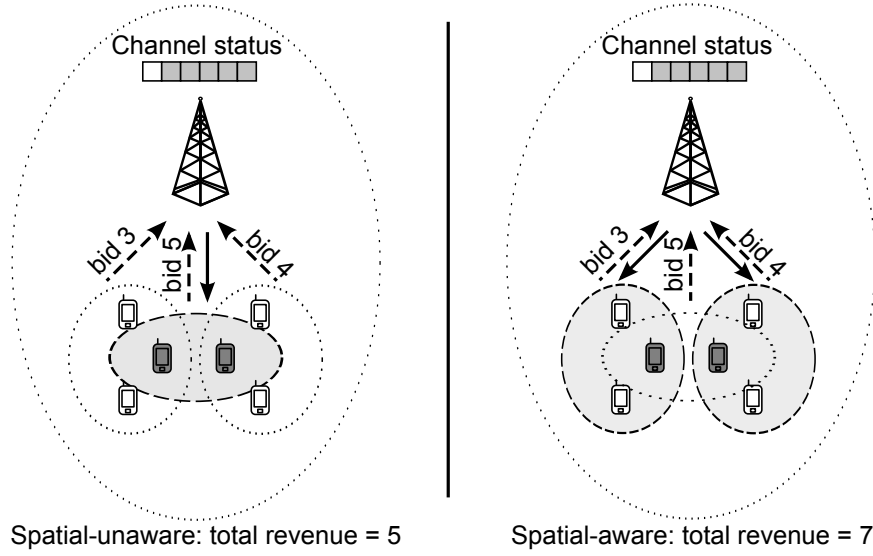 Channel status
bid 3
bid 5
bid 4
Spatial-unaware: total revenue = 5
Channel status
bid 3
bid 5
bid 4
Spatial-aware: total revenue = 7